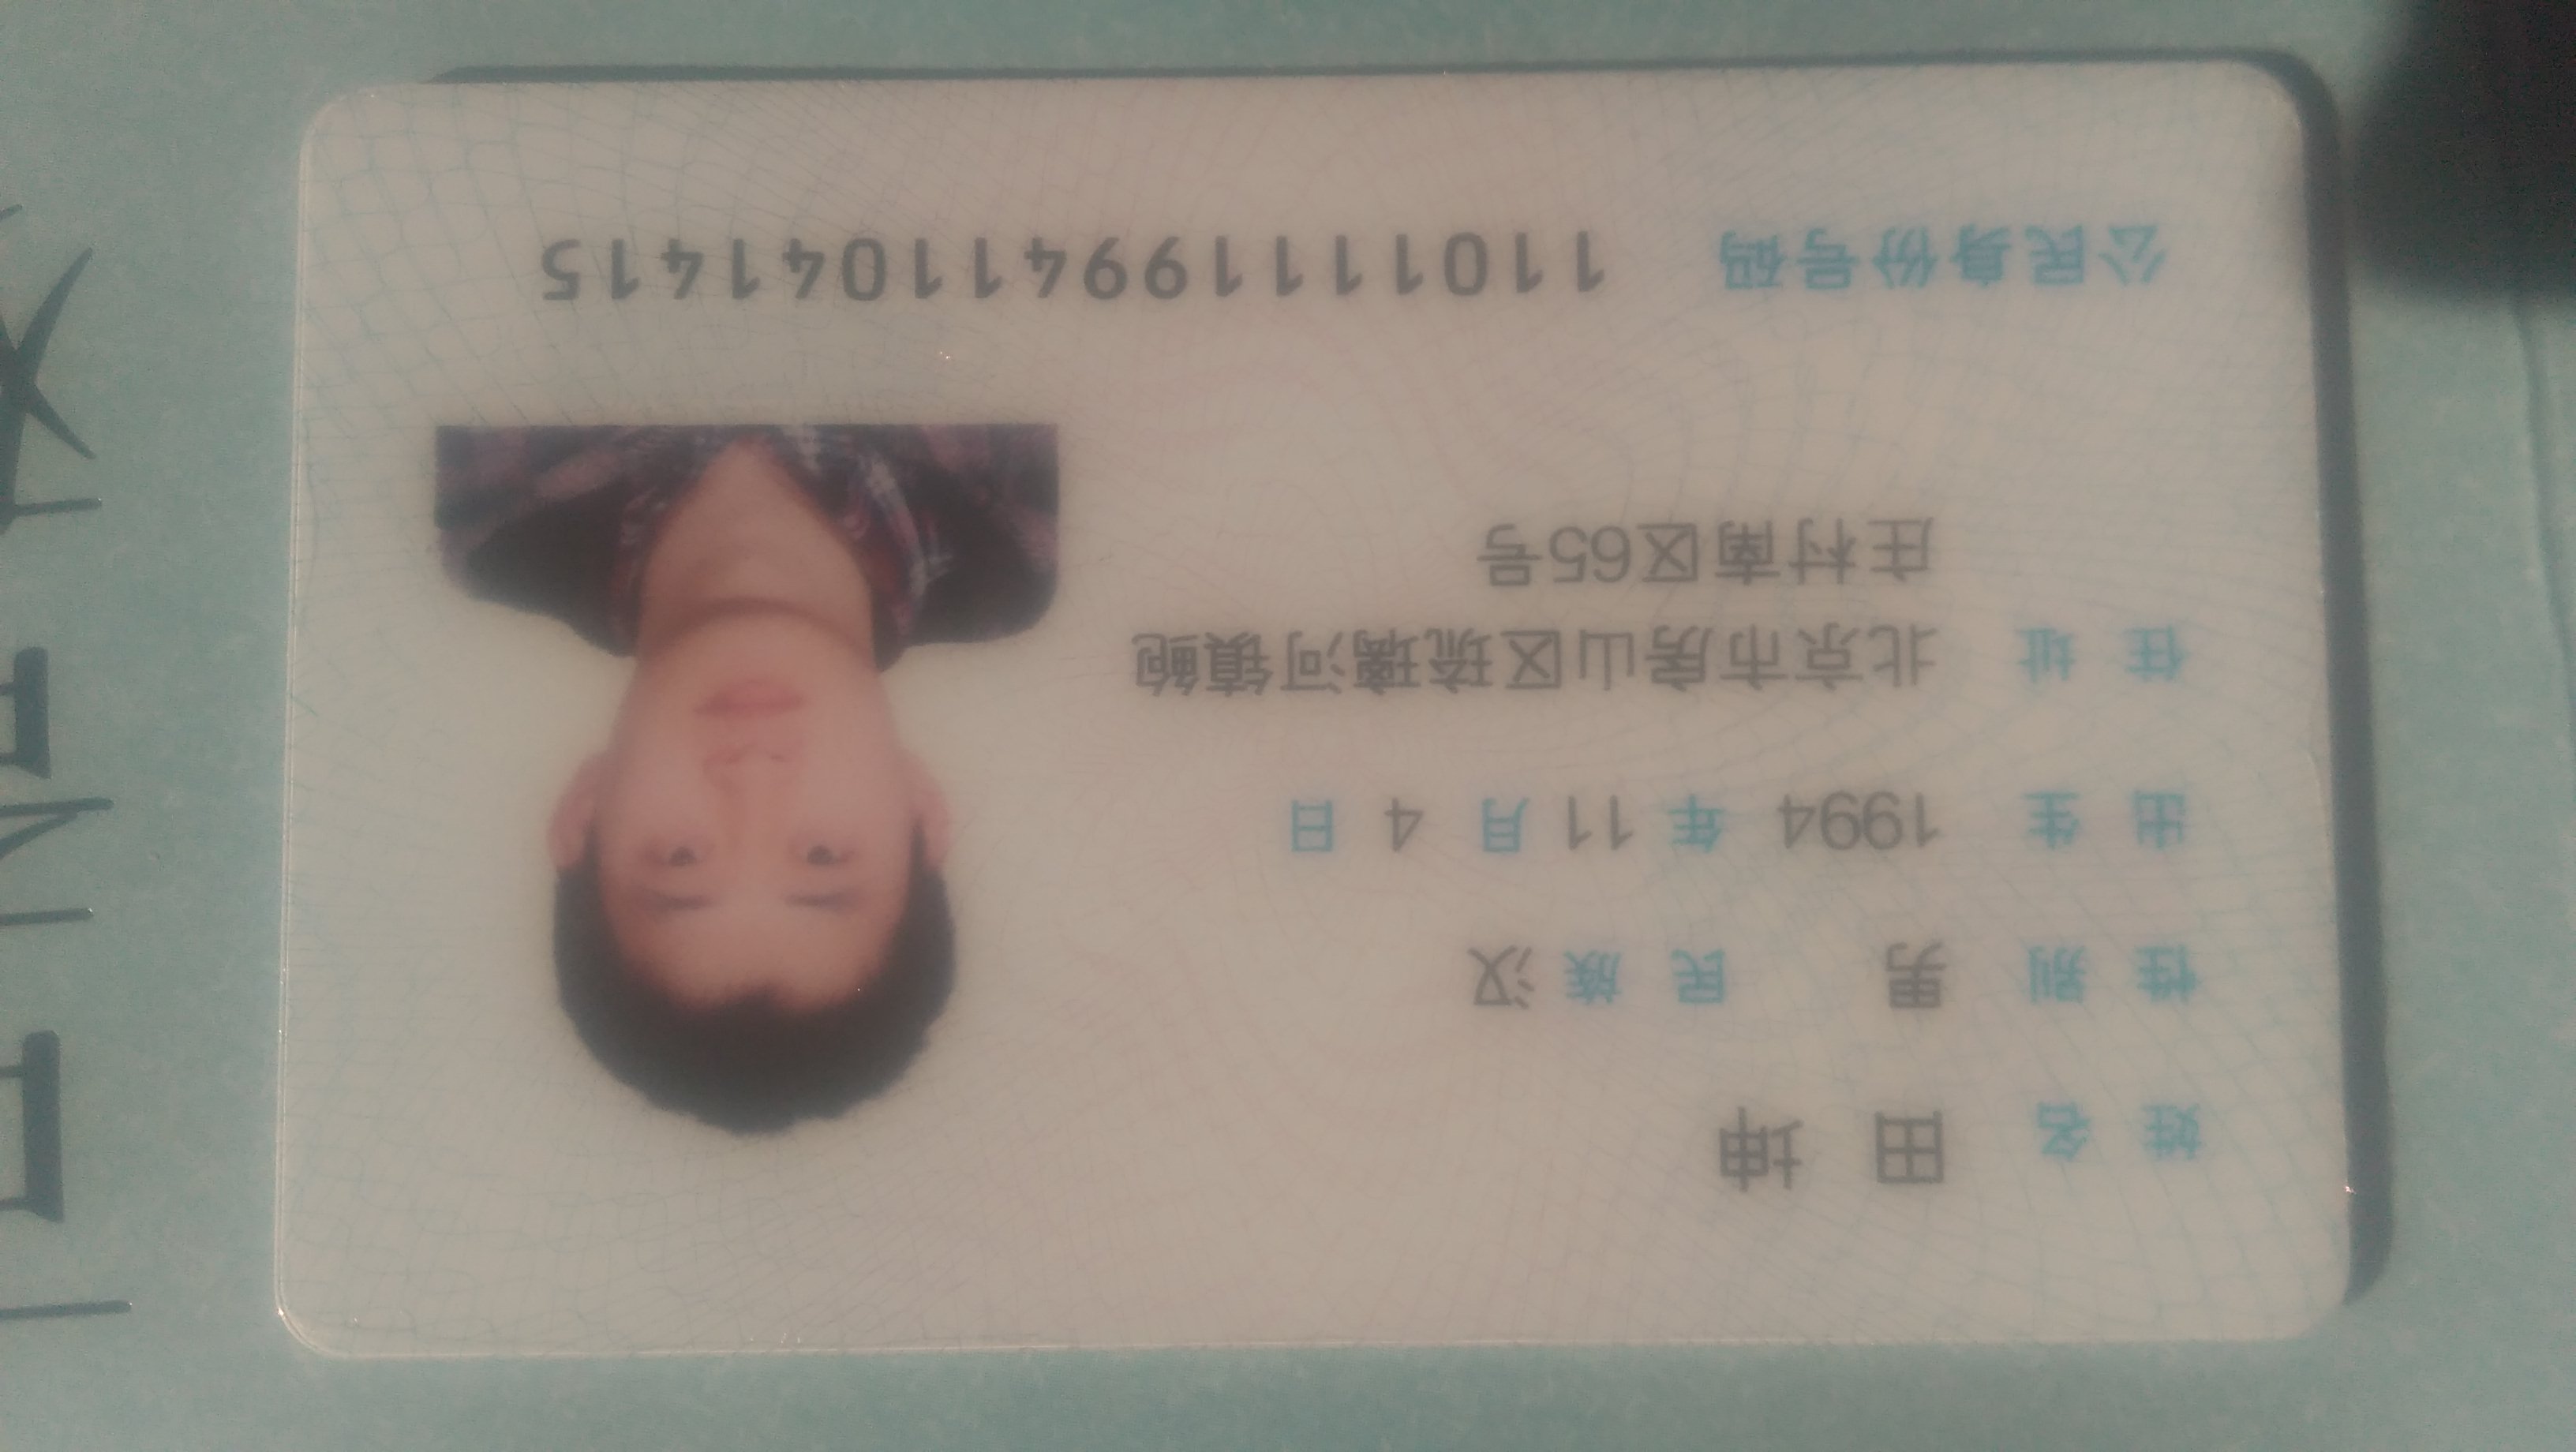 姓名 田坤
性别 男 民族 汉
出生 1994 年 11 月 4 日
住址 北京市房山区琉璃河镇鲍
庄村南区65号
公民身份号码 110111199411041415